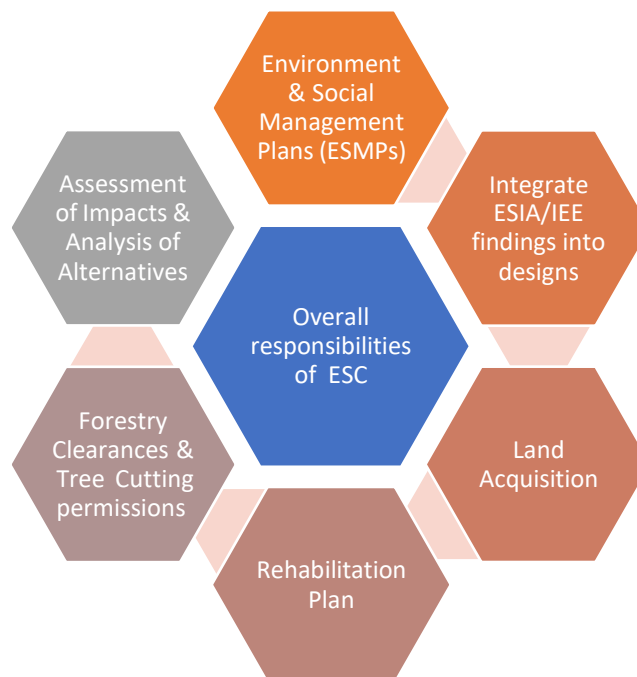 Environment
& Social
Management
Plans (ESMPs)
Integrate
ESIA/IEE
findings into
designs
Land
Acquisition
Rehabilitation
Plan
Forestry
Clearances &
Tree Cutting
permissions
Assessment
of Impacts &
Analysis of
Alternatives
Overall
responsibilities
of ESC